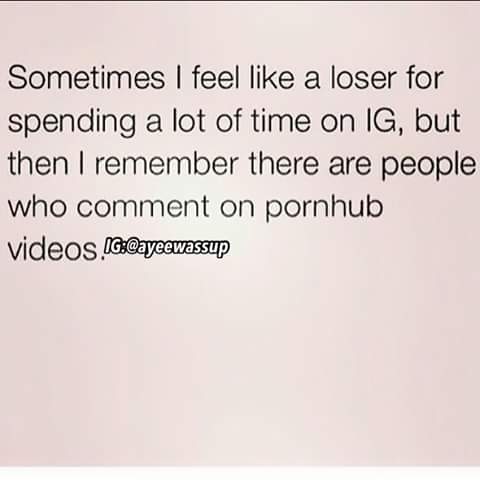 Sometimes I feel like a loser for
spending a lot of time on IG, but
then I remember there are people
who comment on pornhub
videos. IG:@ayeewassup